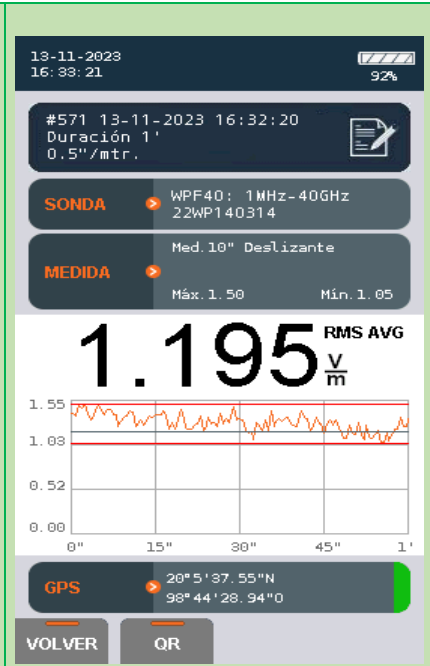 13-11-2023
16:33:21
92%
#571 13-11-2023 16:32:20
Duración 1'
0.5"/mtr.
SONDA
WPF40: 1MHz-40GHz
22WP140314
MEDIDA
Med.10" Deslizante
Máx.1.50 Mín.1.05
1.195 RMS AVG
V/m
1.55
1.03
0.52
0.00
0" 15" 30" 45" 1'
GPS
20°5'37.55"N
98°44'28.94"O
VOLVER QR